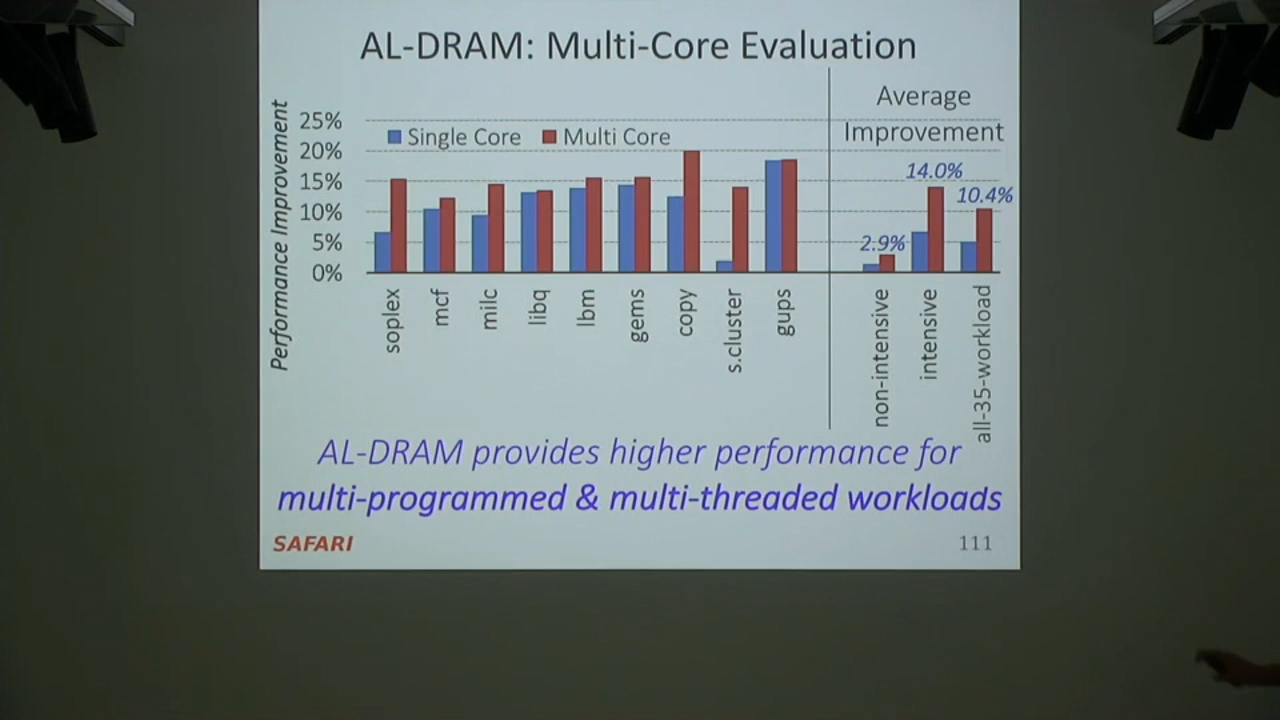 AL-DRAM: Multi-Core Evaluation
Performance Improvement
25%
20%
15%
10%
5%
0%
Single Core
Multi Core
soplex
mcf
milc
libq
lbm
gems
copy
s.cluster
gups
Average
Improvement
2.9%
14.0%
10.4%
non-intensive
intensive
all-35-workload
AL-DRAM provides higher performance for
multi-programmed & multi-threaded workloads
SAFARI
111